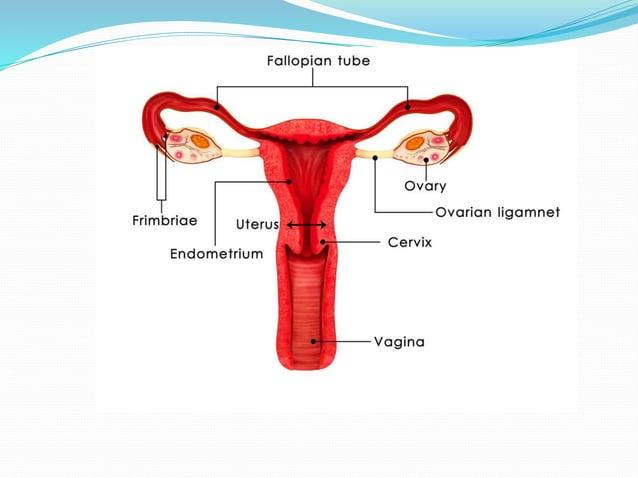 Fallopian tube
Ovary
Frimbriae
Ovarian ligamnet
Uterus
Cervix
Endometrium
Vagina